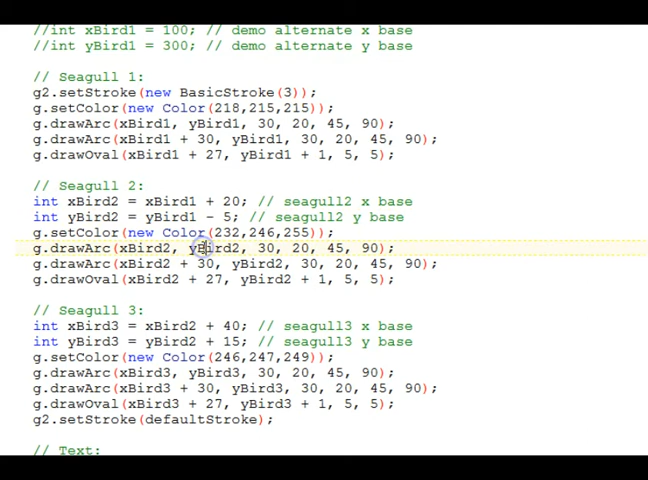 //int xBird1 = 100; // demo alternate x base
//int yBird1 = 300; // demo alternate y base
// Seagull 1:
g2.setStroke(new BasicStroke(3));
g.setColor(new Color(218,215,215));
g.drawArc(xBird1, yBird1, 30, 20, 45, 90);
g.drawArc(xBird1 + 30, yBird1, 30, 20, 45, 90);
g.drawOval(xBird1 + 27, yBird1 + 1, 5, 5);
// Seagull 2:
int xBird2 = xBird1 + 20; // seagull2 x base
int yBird2 = yBird1 - 5; // seagull2 y base
g.setColor(new Color(232,246,255));
g.drawArc(xBird2, yBird2, 30, 20, 45, 90);
g.drawArc(xBird2 + 30, yBird2, 30, 20, 45, 90);
g.drawOval(xBird2 + 27, yBird2 + 1, 5, 5);
// Seagull 3:
int xBird3 = xBird2 + 40; // seagull3 x base
int yBird3 = yBird2 + 15; // seagull3 y base
g.setColor(new Color(246,247,249));
g.drawArc(xBird3, yBird3, 30, 20, 45, 90);
g.drawArc(xBird3 + 30, yBird3, 30, 20, 45, 90);
g.drawOval(xBird3 + 27, yBird3 + 1, 5, 5);
g2.setStroke(defaultStroke);
// Text: